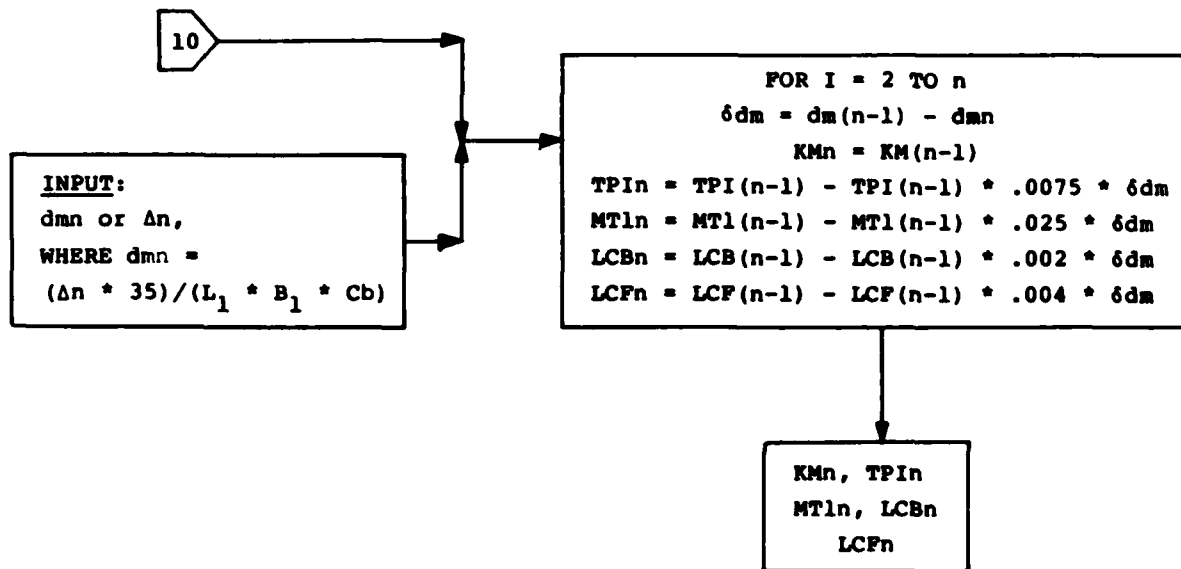 10
INPUT:
dmn or Δn,
WHERE dmn =
(Δn * 35)/(L₁ * B₁ * Cb)
FOR I = 2 TO n
δdm = dm(n-1) - dmn
KMn = KM(n-1)
TPIn = TPI(n-1) - TPI(n-1) * .0075 * δdm
MT1n = MT1(n-1) - MT1(n-1) * .025 * δdm
LCBn = LCB(n-1) - LCB(n-1) * .002 * δdm
LCFn = LCF(n-1) - LCF(n-1) * .004 * δdm
KMn, TPIn
MT1n, LCBn
LCFn